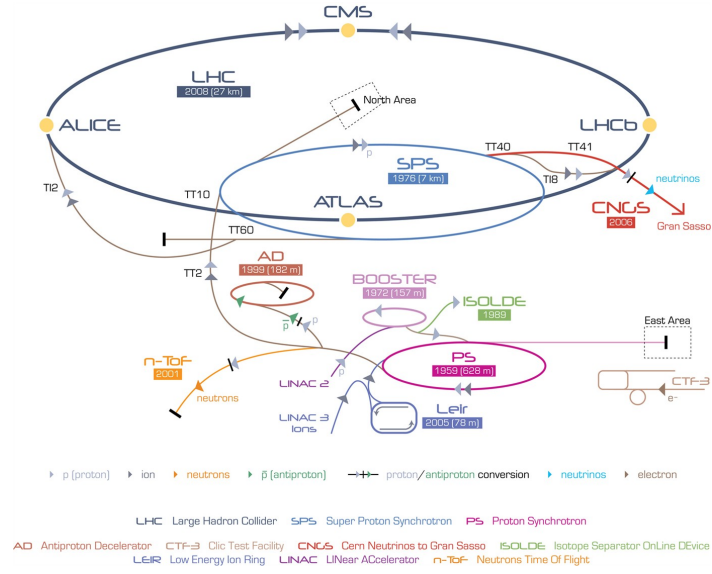 CMS
LHC
2008 (27 km)
North Area
ALICE
LHCb
TT40
TT41
p
SPS
1976 (7 km)
TI8
neutrinos
TI2
TT10
ATLAS
CNGS
2006
Gran Sasso
TT60
AD
1999 (182 m)
TT2
BOOSTER
1972 (157 m)
ISOLDE
1989
p̄
p
East Area
n-ToF
2001
PS
1959 (628 m)
neutrons
LINAC 2
p
CTF-3
e-
LINAC 3
Ions
LeIr
2005 (78 m)
p (proton) ion neutrons p̄ (antiproton) proton/antiproton conversion neutrinos electron
LHC Large Hadron Collider SPS Super Proton Synchrotron PS Proton Synchrotron
AD Antiproton Decelerator CTF-3 Clic Test Facility CNGS Cern Neutrinos to Gran Sasso ISOLDE Isotope Separator OnLine DEvice
LEIR Low Energy Ion Ring LINAC LINear ACcelerator n-ToF Neutrons Time Of Flight